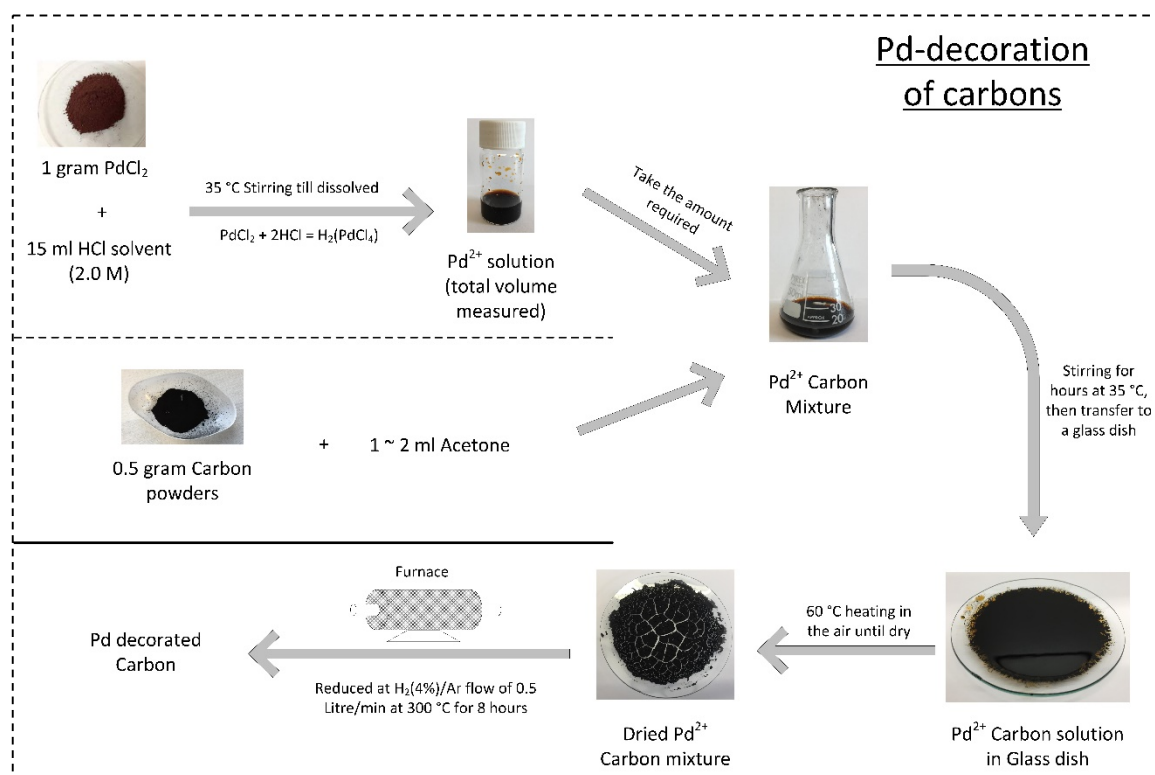 Pd-decoration
of carbons
1 gram PdCl₂
+
15 ml HCl solvent
(2.0 M)
35 °C Stirring till dissolved
PdCl₂ + 2HCl = H₂(PdCl₄)
Pd²⁺ solution
(total volume
measured)
Take the amount
required
30
20
Pd²⁺ Carbon
Mixture
0.5 gram Carbon
powders
+
1 ~ 2 ml Acetone
Stirring for
hours at 35 °C,
then transfer to
a glass dish
Pd²⁺ Carbon solution
in Glass dish
60 °C heating in
the air until dry
Dried Pd²⁺
Carbon mixture
Furnace
Reduced at H₂(4%)/Ar flow of 0.5
Litre/min at 300 °C for 8 hours
Pd decorated
Carbon